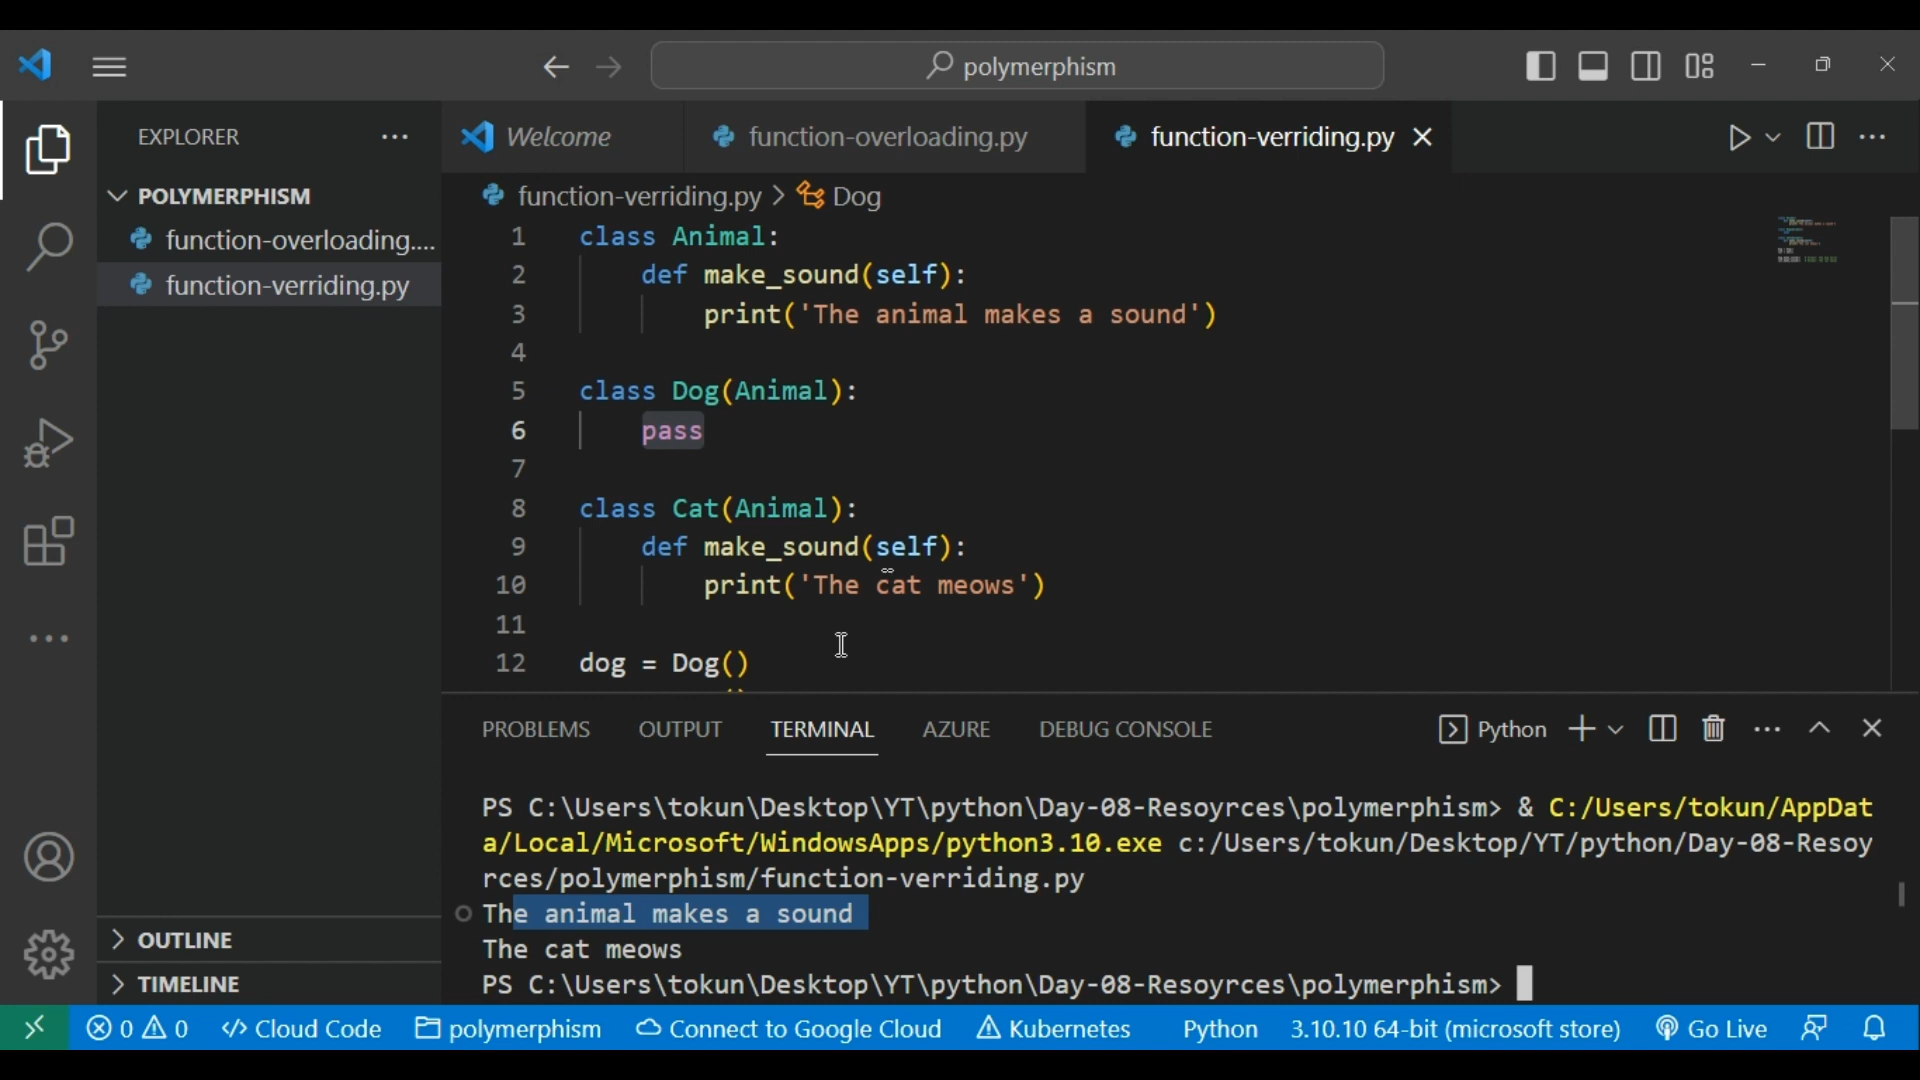 polymerphism
EXPLORER
Welcome
function-overloading.py
function-verriding.py
POLYMERPHISM
function-overloading....
function-verriding.py
function-verriding.py > Dog
1 class Animal:
2 def make_sound(self):
3 print('The animal makes a sound')
4
5 class Dog(Animal):
6 pass
7
8 class Cat(Animal):
9 def make_sound(self):
10 print('The cat meows')
11
12 dog = Dog()
PROBLEMS OUTPUT TERMINAL AZURE DEBUG CONSOLE Python
PS C:\Users\tokun\Desktop\YT\python\Day-08-Resoyrces\polymerphism> & C:/Users/tokun/AppDat
a/Local/Microsoft/WindowsApps/python3.10.exe c:/Users/tokun/Desktop/YT/python/Day-08-Resoy
rces/polymerphism/function-verriding.py
The animal makes a sound
The cat meows
PS C:\Users\tokun\Desktop\YT\python\Day-08-Resoyrces\polymerphism>
OUTLINE
TIMELINE
0 0 Cloud Code polymerphism Connect to Google Cloud Kubernetes Python 3.10.10 64-bit (microsoft store) Go Live